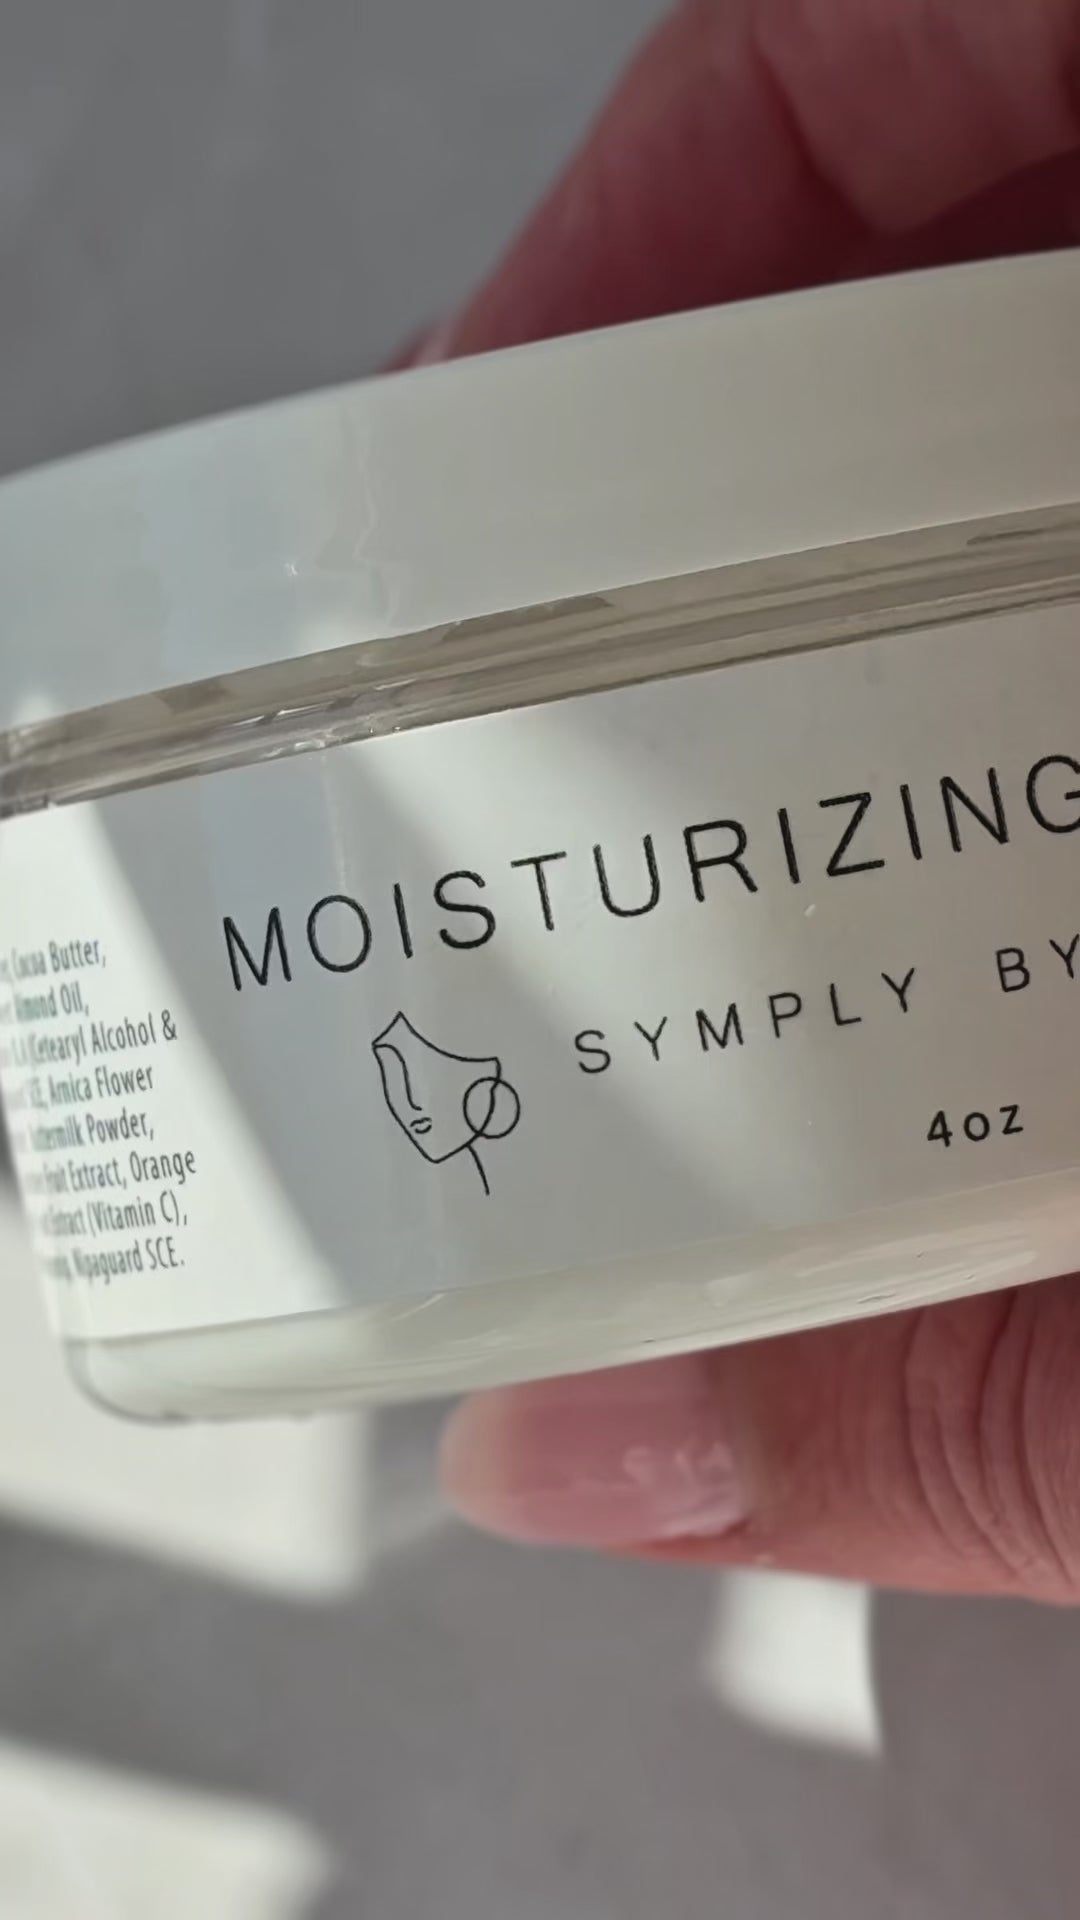 MOISTURIZING
SYMPLY BY
4oz
Cocoa Butter,
Almond Oil,
(Cetearyl Alcohol &
Arnica Flower
Buttermilk Powder,
Fruit Extract, Orange
Extract (Vitamin C),
Nipaguard SCE.